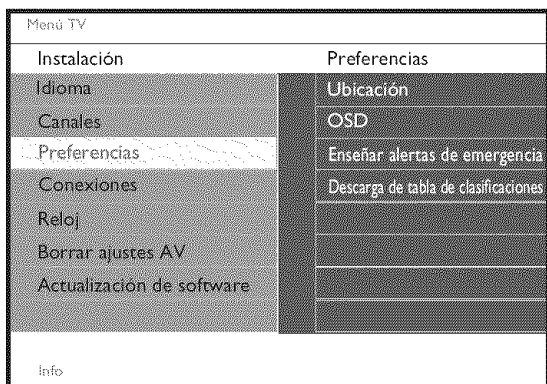 Menú TV
Instalación
Preferencias
Idioma
Ubicación
Canales
OSD
Preferencias
Enseñar alertas de emergencia
Conexiones
Descarga de tabla de clasificaciones
Reloj
Borrar ajustes AV
Actualización de software
Info